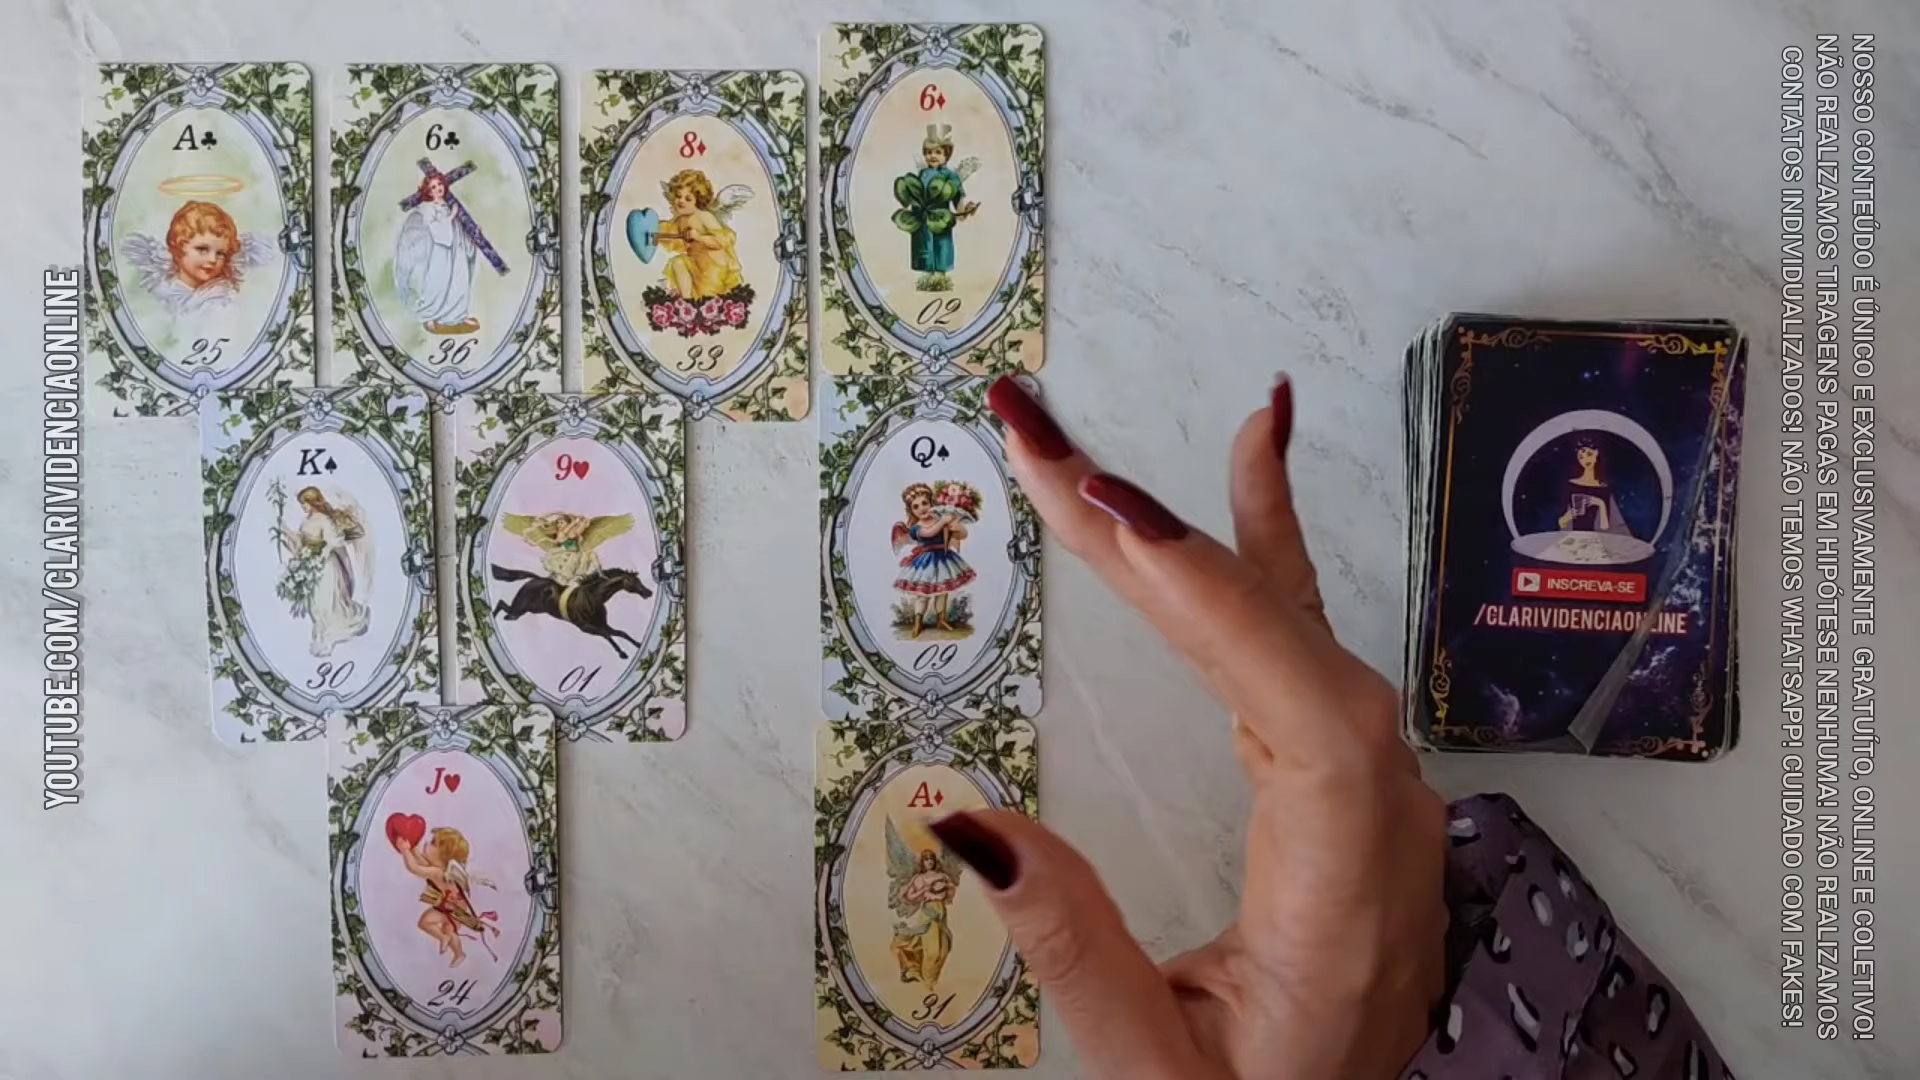 YOUTUBE.COM/CLARIVIDENCIAONLINE
A♣
25
6♣
36
8♦
33
6♦
02
K♠
30
9♥
01
Q♠
09
J♥
24
A♦
31
INSCREVA-SE
/CLARIVIDENCIAONLINE
NOSSO CONTEÚDO É ÚNICO E EXCLUSIVAMENTE GRATUÍTO, ONLINE E COLETIVO!
NÃO REALIZAMOS TIRAGENS PAGAS EM HIPÓTESE NENHUMA! NÃO REALIZAMOS
CONTATOS INDIVIDUALIZADOS! NÃO TEMOS WHATSAPP! CUIDADO COM FAKES!